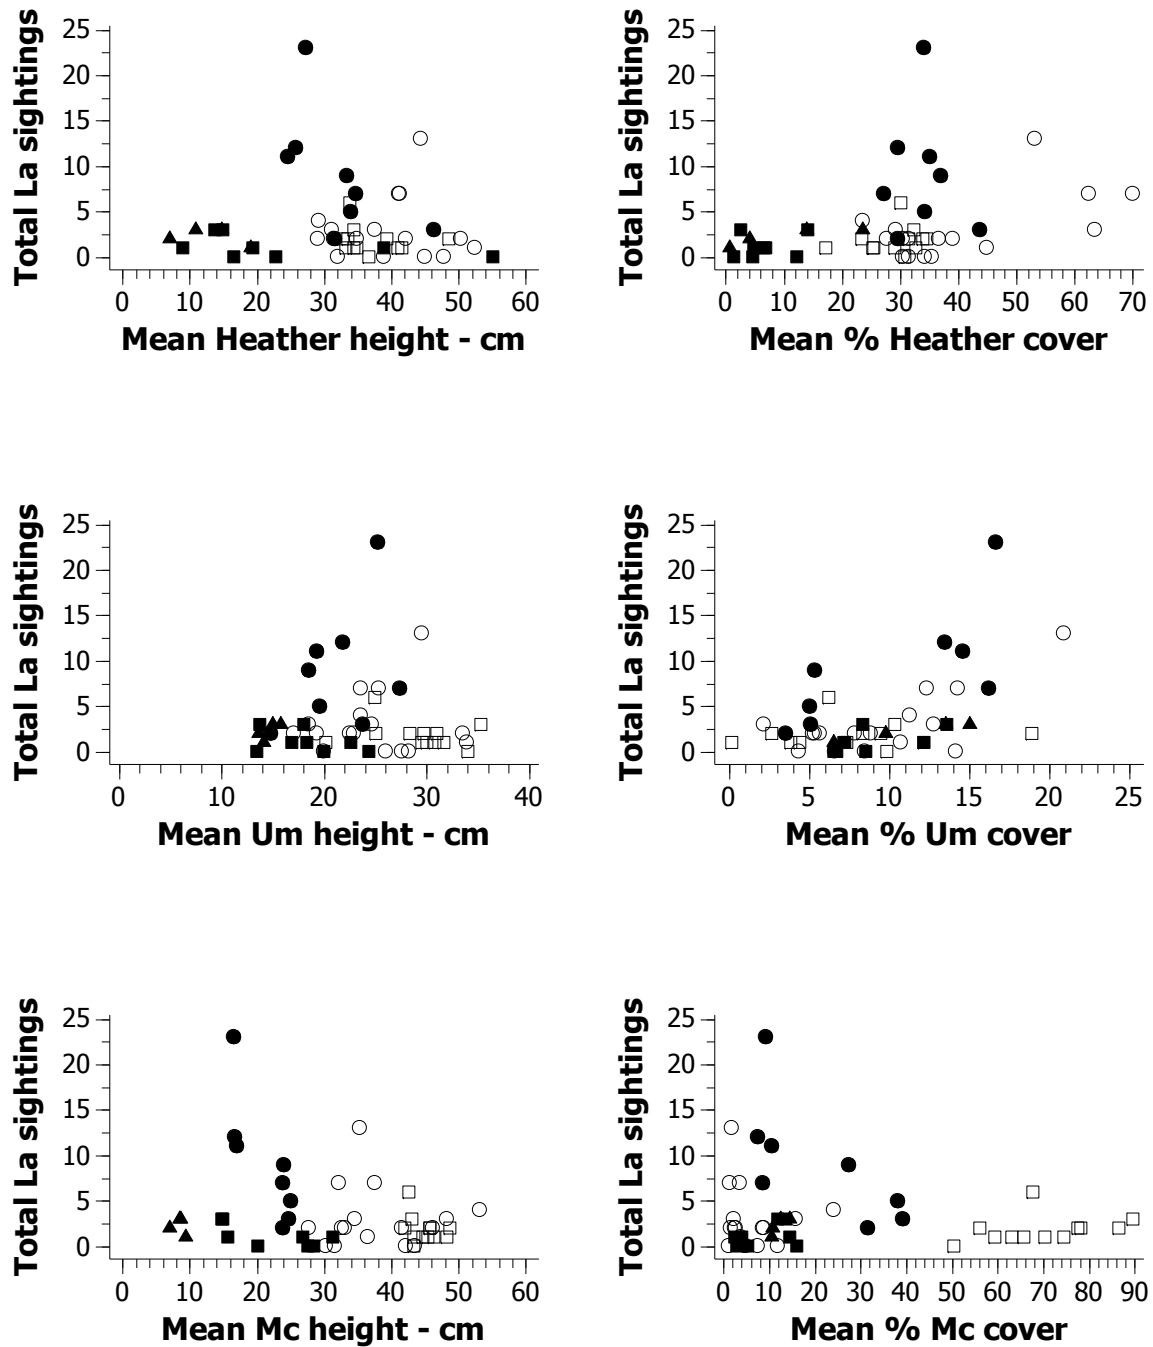 Total La sightings
25
20
15
10
5
0
0 10 20 30 40 50 60
Mean Heather height - cm
Total La sightings
25
20
15
10
5
0
0 10 20 30 40 50 60 70
Mean % Heather cover
Total La sightings
25
20
15
10
5
0
0 10 20 30 40
Mean Um height - cm
Total La sightings
25
20
15
10
5
0
0 5 10 15 20 25
Mean % Um cover
Total La sightings
25
20
15
10
5
0
0 10 20 30 40 50 60
Mean Mc height - cm
Total La sightings
25
20
15
10
5
0
0 10 20 30 40 50 60 70 80 90
Mean % Mc cover